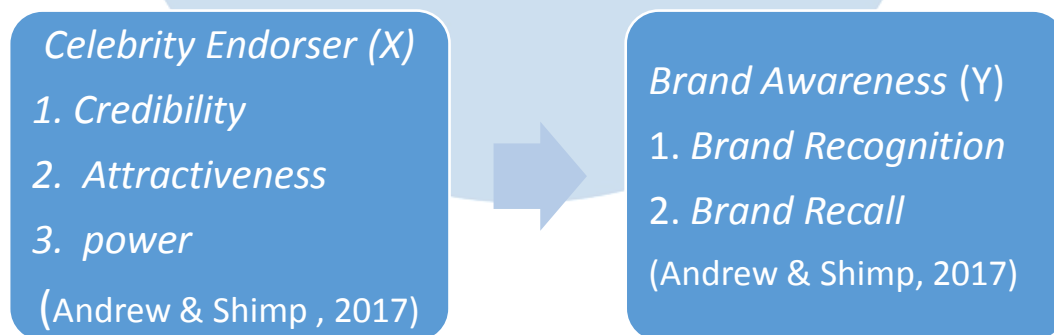 Celebrity Endorser (X)
1. Credibility
2. Attractiveness
3. power
(Andrew & Shimp , 2017)
Brand Awareness (Y)
1. Brand Recognition
2. Brand Recall
(Andrew & Shimp, 2017)